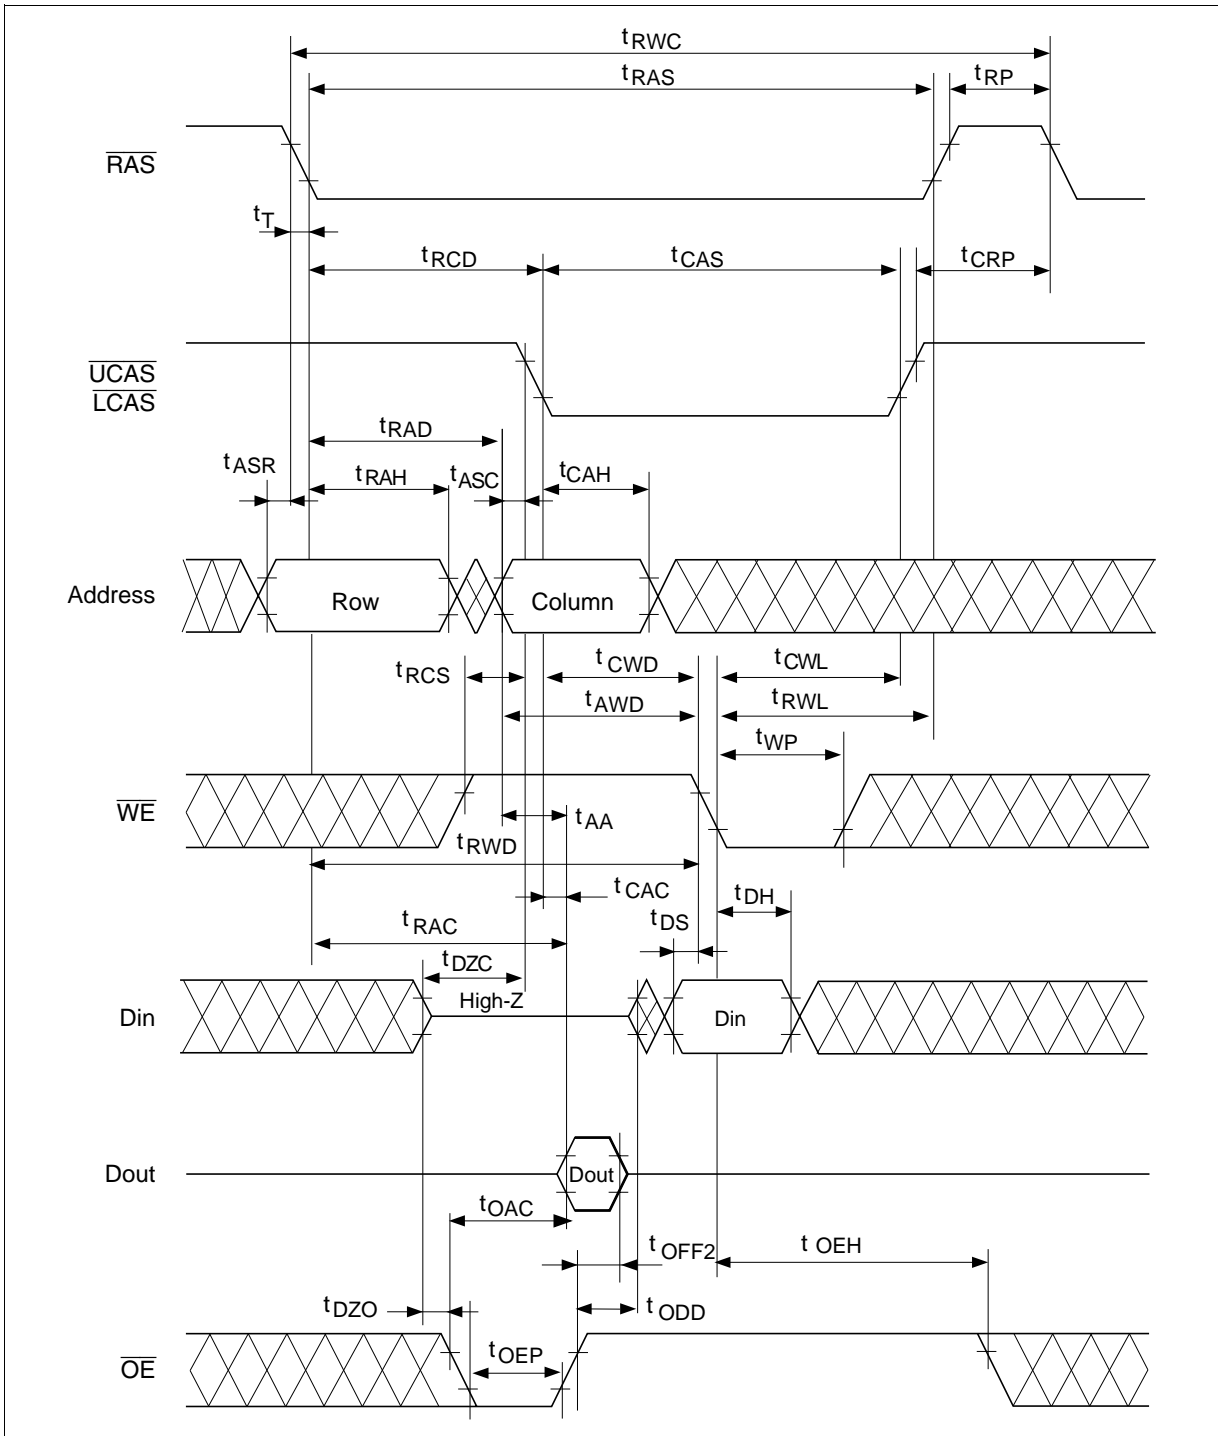 tRWC
tRAS
tRP
RAS
tT
tRCD
tCAS
tCRP
UCAS
LCAS
tRAD
tASR
tRAH
tASC
tCAH
Address
Row
Column
tRCS
tCWD
tCWL
tAWD
tRWL
tWP
WE
tAA
tRWD
tCAC
tDH
tRAC
tDS
tDZC
High-Z
Din
Din
Dout
Dout
tOAC
tOFF2
tOEH
tDZO
tODD
tOEP
OE